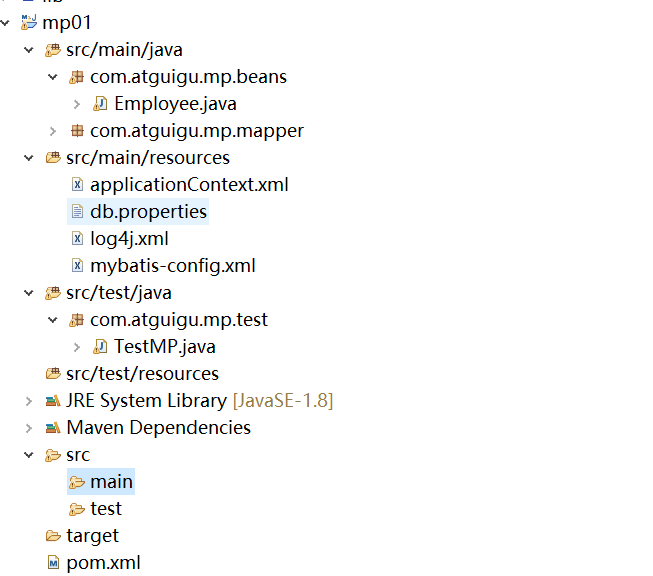 mp01
src/main/java
com.atguigu.mp.beans
Employee.java
com.atguigu.mp.mapper
src/main/resources
applicationContext.xml
db.properties
log4j.xml
mybatis-config.xml
src/test/java
com.atguigu.mp.test
TestMP.java
src/test/resources
JRE System Library [JavaSE-1.8]
Maven Dependencies
src
main
test
target
pom.xml